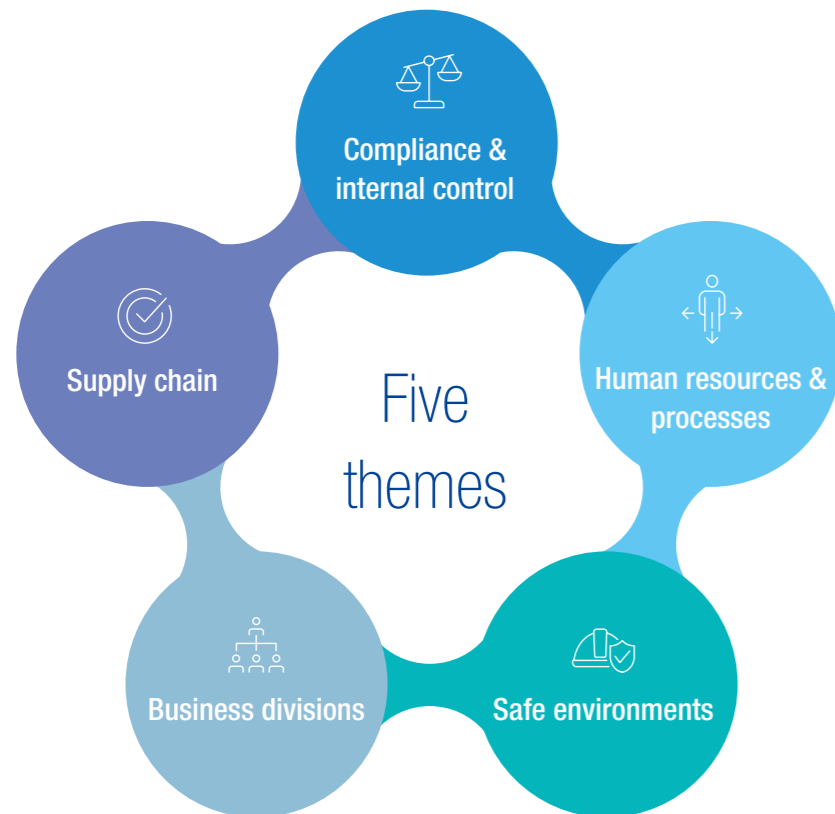 Compliance &
internal control
Human resources &
processes
Safe environments
Business divisions
Supply chain
Five
themes